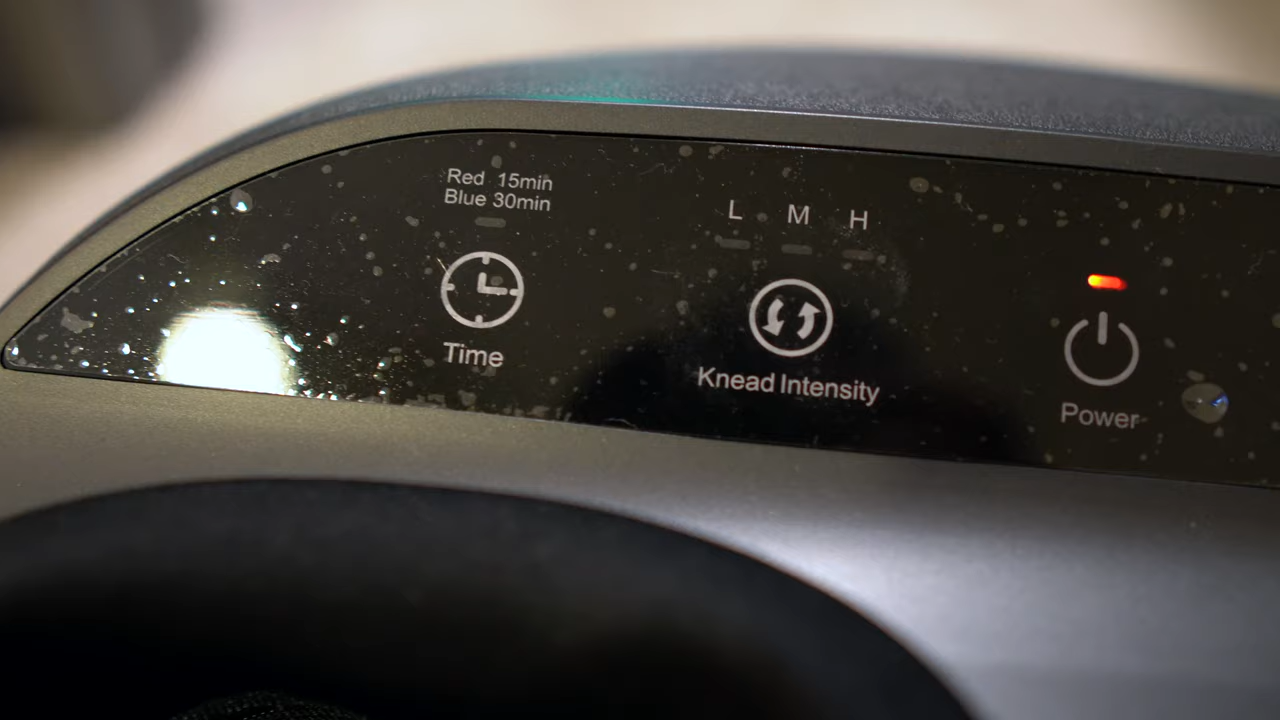 Red 15min
Blue 30min
Time
L M H
Knead Intensity
Power